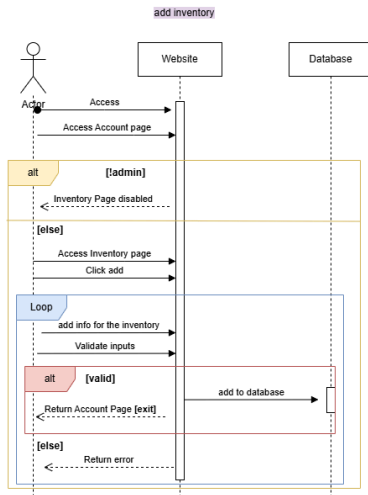 add inventory
Website
Database
Actor
Access
Access Account page
alt
[!admin]
Inventory Page disabled
[else]
Access Inventory page
Click add
Loop
add info for the inventory
Validate inputs
alt
[valid]
add to database
Return Account Page [exit]
[else]
Return error